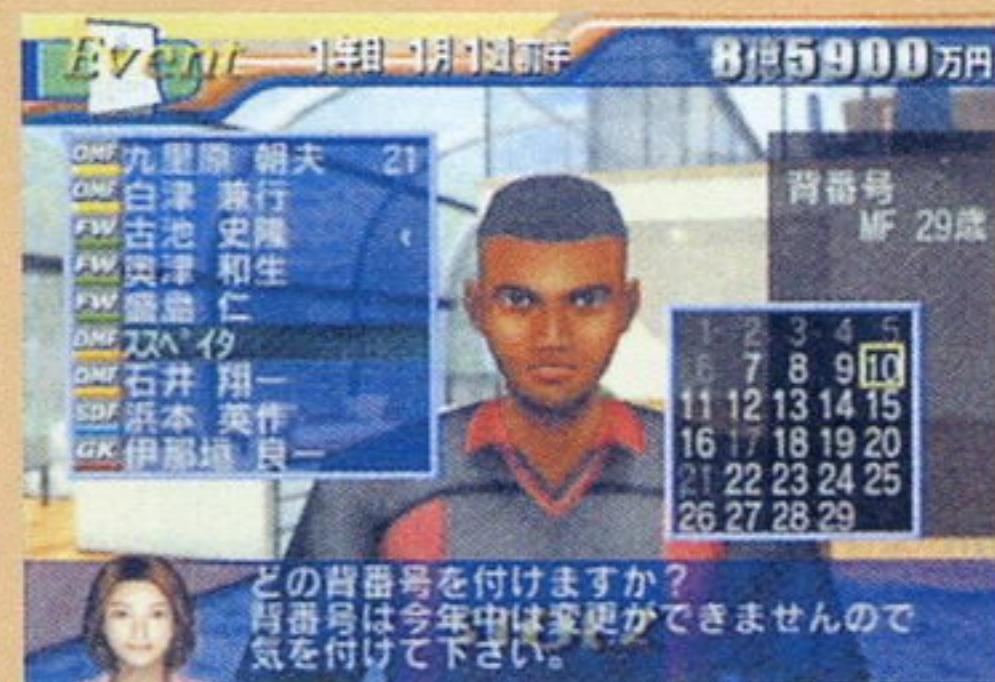 Event 1年目 1月1週前半 8億5900万円
OMF 九里原 朝夫 21
OMF 白津 兼行
FW 古池 史隆
FW 奥津 和生
FW 盛島 仁
DMF ススペイタ
DMF 石井 翔一
SDF 浜本 英作
GK 伊那垣 良一
背番号
MF 29歳
1 2 3 4 5
6 7 8 9 10
11 12 13 14 15
16 17 18 19 20
21 22 23 24 25
26 27 28 29
どの背番号を付けますか?
背番号は今年中は変更ができませんので
気を付けて下さい。